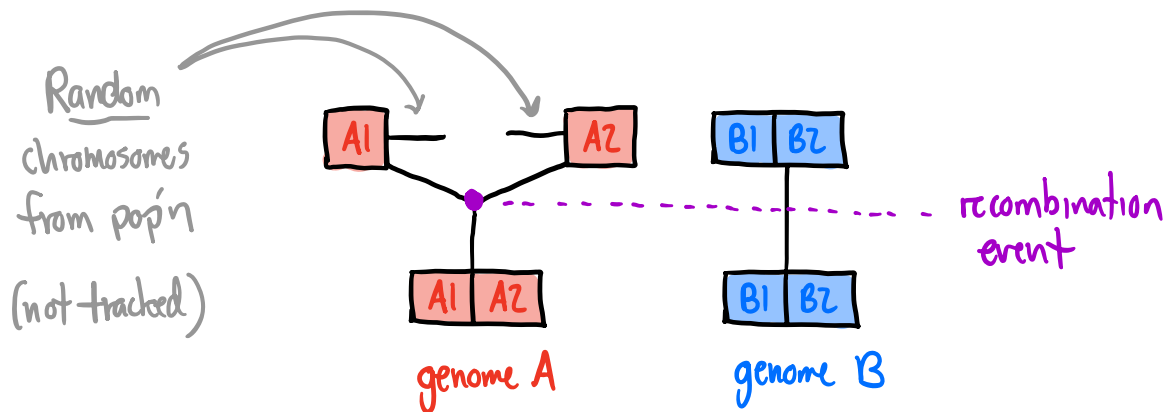 Random
chromosomes
from pop'n
(not tracked)
A1
A2
B1 B2
recombination
event
A1 A2
B1 B2
genome A
genome B